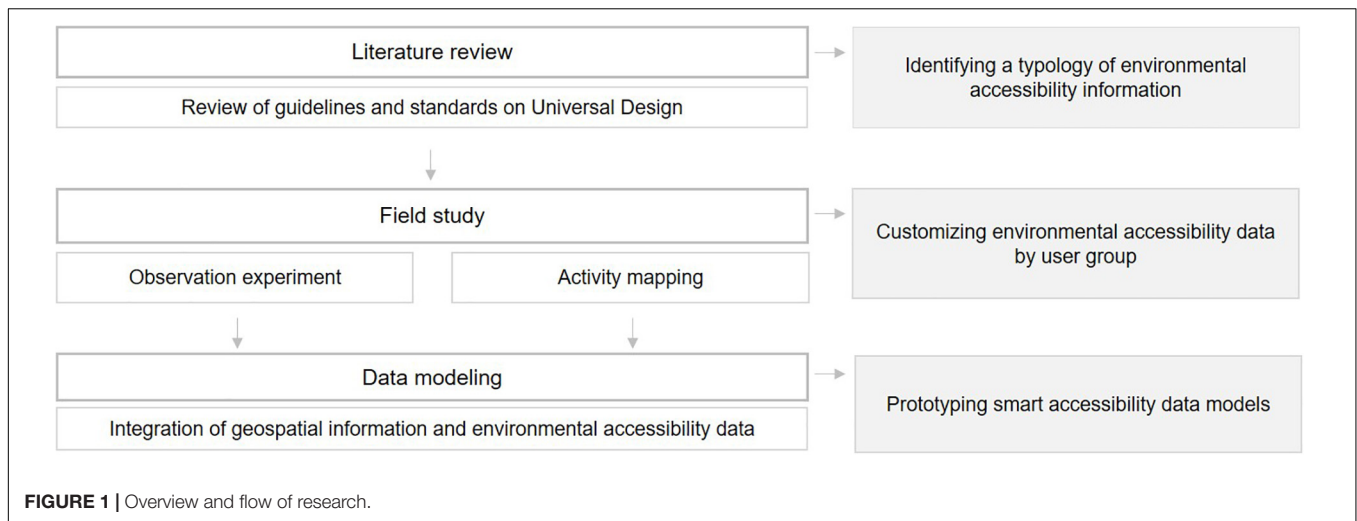 Literature review
Review of guidelines and standards on Universal Design
Identifying a typology of environmental
accessibility information
Field study
Observation experiment
Activity mapping
Customizing environmental accessibility data
by user group
Data modeling
Integration of geospatial information and environmental accessibility data
Prototyping smart accessibility data models
FIGURE 1 | Overview and flow of research.